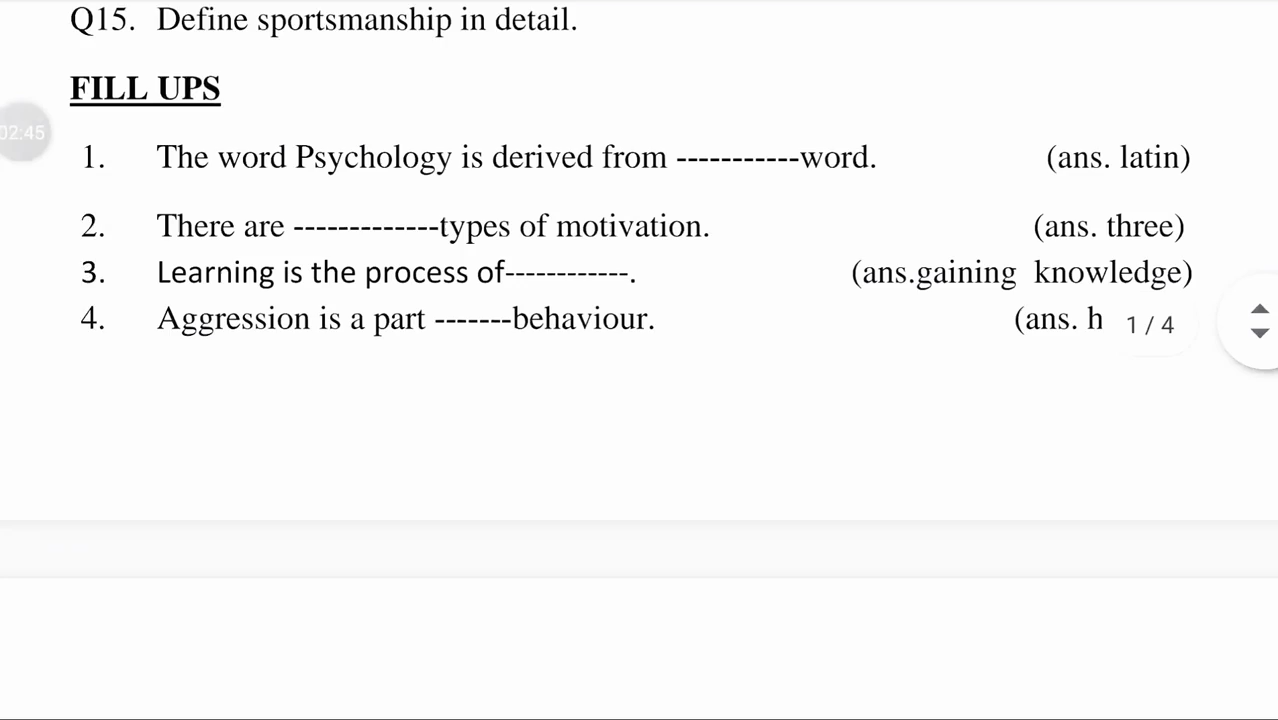 Q15. Define sportsmanship in detail.
FILL UPS
02:45
1. The word Psychology is derived from -----------word. (ans. latin)
2. There are -------------types of motivation. (ans. three)
3. Learning is the process of------------. (ans.gaining knowledge)
4. Aggression is a part -------behaviour. (ans. h
1 / 4